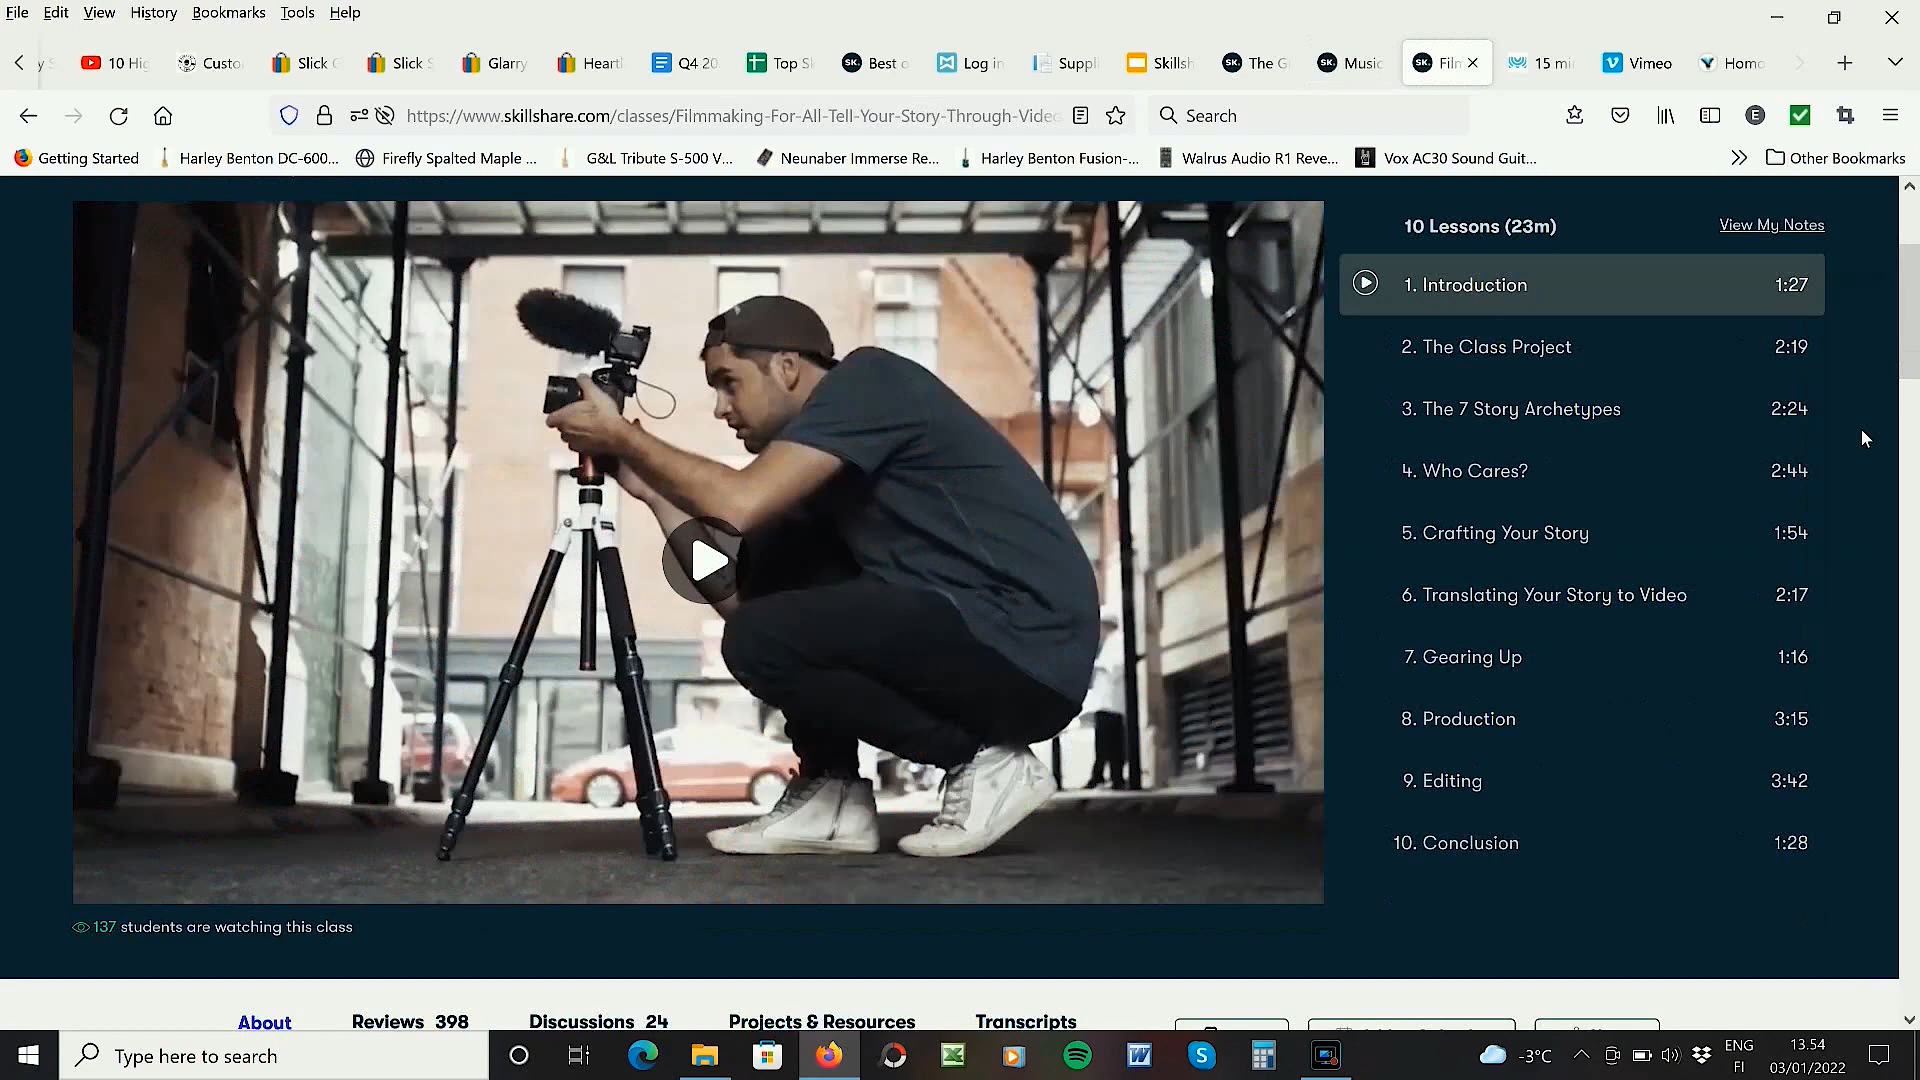 File Edit View History Bookmarks Tools Help
10 Hi Custo Slick Slick Glarry Heart Q4 20 Top S Best o Log in Suppl Skillsh The G Music Film 15 mi Vimeo Homo
https://www.skillshare.com/classes/Filmmaking-For-All-Tell-Your-Story-Through-Video Search
Getting Started Harley Benton DC-600... Firefly Spalted Maple ... G&L Tribute S-500 V... Neunaber Immerse Re... Harley Benton Fusion-... Walrus Audio R1 Reve... Vox AC30 Sound Guit... Other Bookmarks
10 Lessons (23m) View My Notes
1. Introduction 1:27
2. The Class Project 2:19
3. The 7 Story Archetypes 2:24
4. Who Cares? 2:44
5. Crafting Your Story 1:54
6. Translating Your Story to Video 2:17
7. Gearing Up 1:16
8. Production 3:15
9. Editing 3:42
10. Conclusion 1:28
137 students are watching this class
About Reviews 398 Discussions 24 Projects & Resources Transcripts
Type here to search -3°C ENG 13.54
FI 03/01/2022